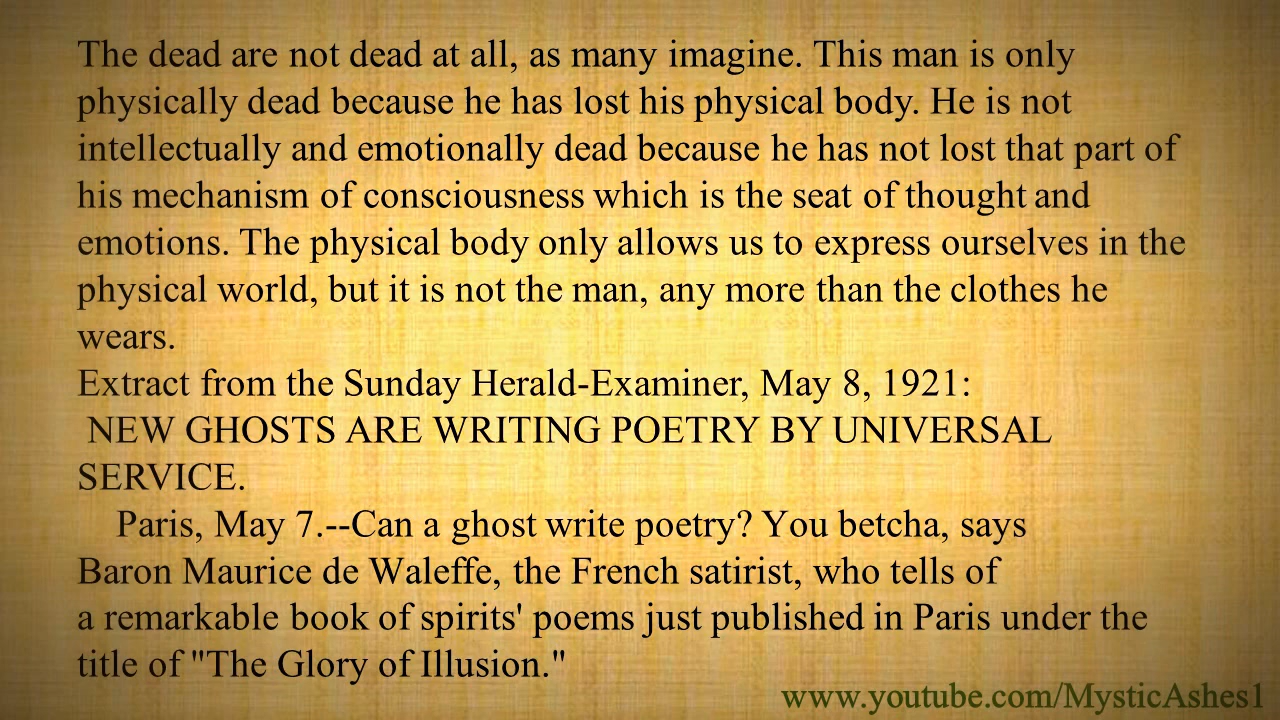 The dead are not dead at all, as many imagine. This man is only
physically dead because he has lost his physical body. He is not
intellectually and emotionally dead because he has not lost that part of
his mechanism of consciousness which is the seat of thought and
emotions. The physical body only allows us to express ourselves in the
physical world, but it is not the man, any more than the clothes he
wears.
Extract from the Sunday Herald-Examiner, May 8, 1921:
NEW GHOSTS ARE WRITING POETRY BY UNIVERSAL
SERVICE.
Paris, May 7.--Can a ghost write poetry? You betcha, says
Baron Maurice de Waleffe, the French satirist, who tells of
a remarkable book of spirits' poems just published in Paris under the
title of "The Glory of Illusion."
www.youtube.com/MysticAshes1